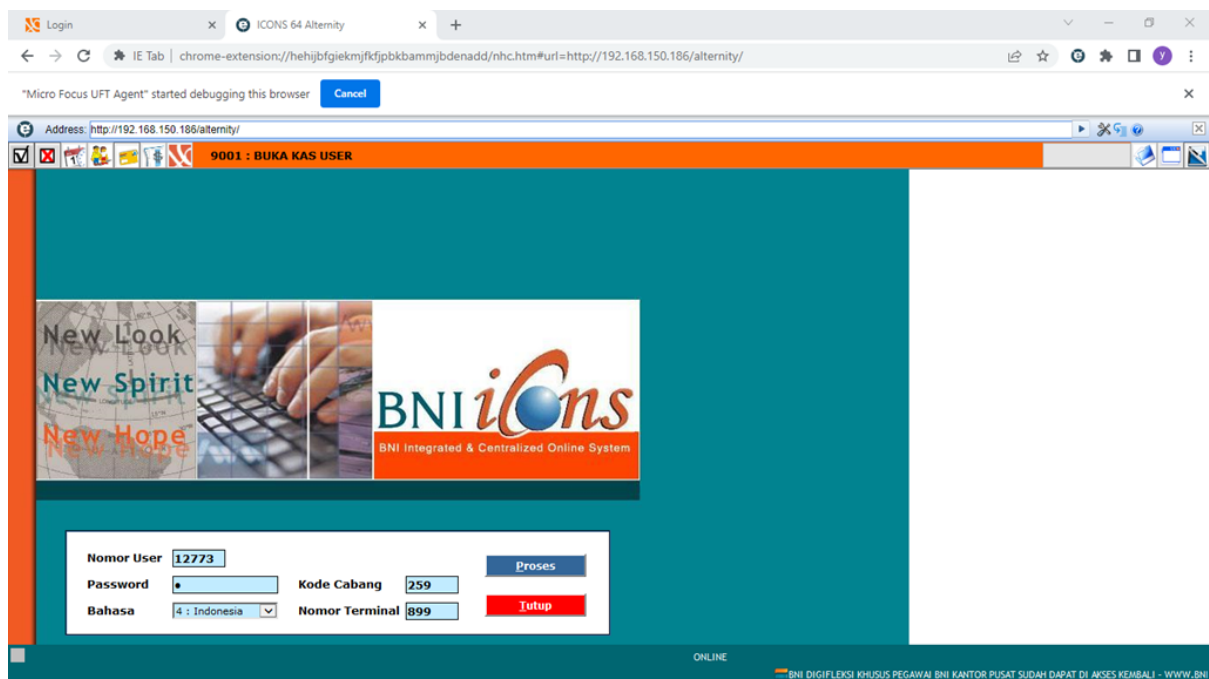 Login
ICONS 64 Alternity
IE Tab | chrome-extension://hehijbfgiekmjfkfjpbkbammjbdenadd/nhc.htm#url=http://192.168.150.186/alternity/
y
"Micro Focus UFT Agent" started debugging this browser
Cancel
Address: http://192.168.150.186/alternity/
9001 : BUKA KAS USER
New Look
New Spirit
New Hope
BNI icons
BNI Integrated & Centralized Online System
Nomor User 12773
Proses
Password • Kode Cabang 259
Bahasa 4 : Indonesia Nomor Terminal 899
Tutup
ONLINE
BNI DIGIFLEKSI KHUSUS PEGAWAI BNI KANTOR PUSAT SUDAH DAPAT DI AKSES KEMBALI - WWW.BNI